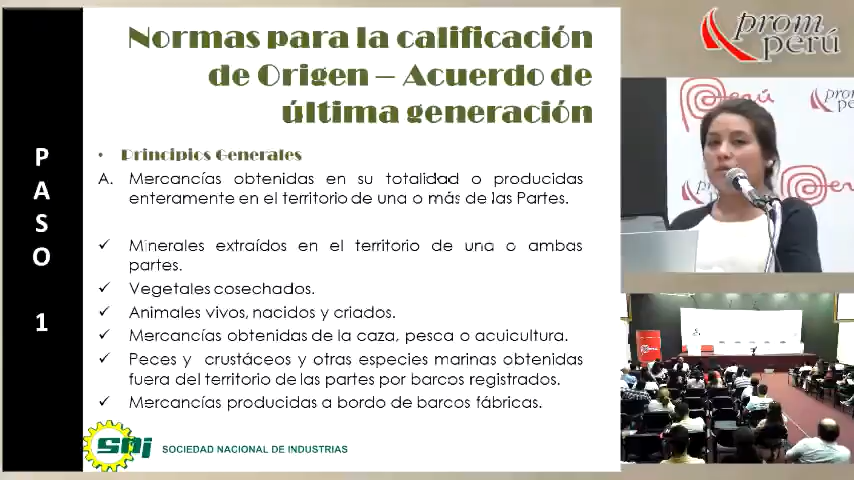 Normas para la calificación
de Origen – Acuerdo de
última generación
PASO 1
• Principios Generales
A. Mercancías obtenidas en su totalidad o producidas
enteramente en el territorio de una o más de las Partes.
✓ Minerales extraídos en el territorio de una o ambas
partes.
✓ Vegetales cosechados.
✓ Animales vivos, nacidos y criados.
✓ Mercancías obtenidas de la caza, pesca o acuicultura.
✓ Peces y crustáceos y otras especies marinas obtenidas
fuera del territorio de las partes por barcos registrados.
✓ Mercancías producidas a bordo de barcos fábricas.
sni SOCIEDAD NACIONAL DE INDUSTRIAS
prom
perú
Perú